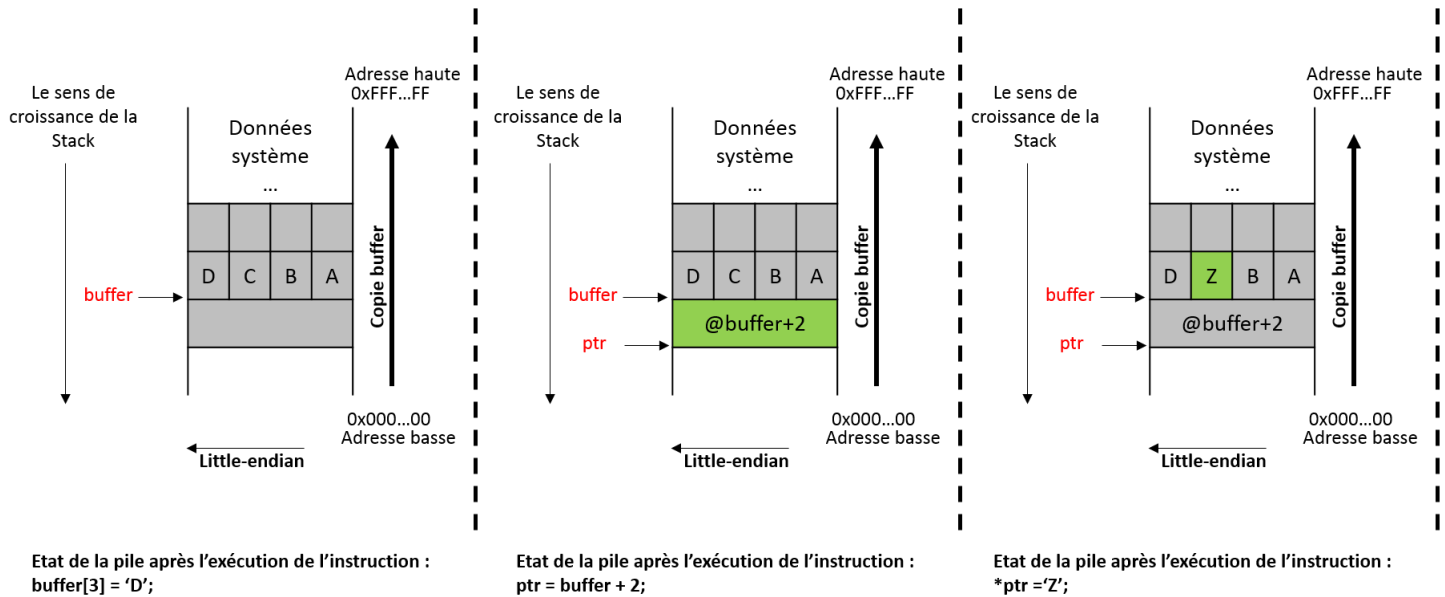 Le sens de
croissance de la
Stack
Données
système
...
Adresse haute
0xFFF...FF
D C B A
buffer
Copie buffer
0x000...00
Adresse basse
Little-endian
Etat de la pile après l’exécution de l’instruction :
buffer[3] = ‘D’;
Le sens de
croissance de la
Stack
Données
système
...
Adresse haute
0xFFF...FF
D C B A
buffer
@buffer+2
ptr
Copie buffer
0x000...00
Adresse basse
Little-endian
Etat de la pile après l’exécution de l’instruction :
ptr = buffer + 2;
Le sens de
croissance de la
Stack
Données
système
...
Adresse haute
0xFFF...FF
D Z B A
buffer
@buffer+2
ptr
Copie buffer
0x000...00
Adresse basse
Little-endian
Etat de la pile après l’exécution de l’instruction :
*ptr =‘Z’;